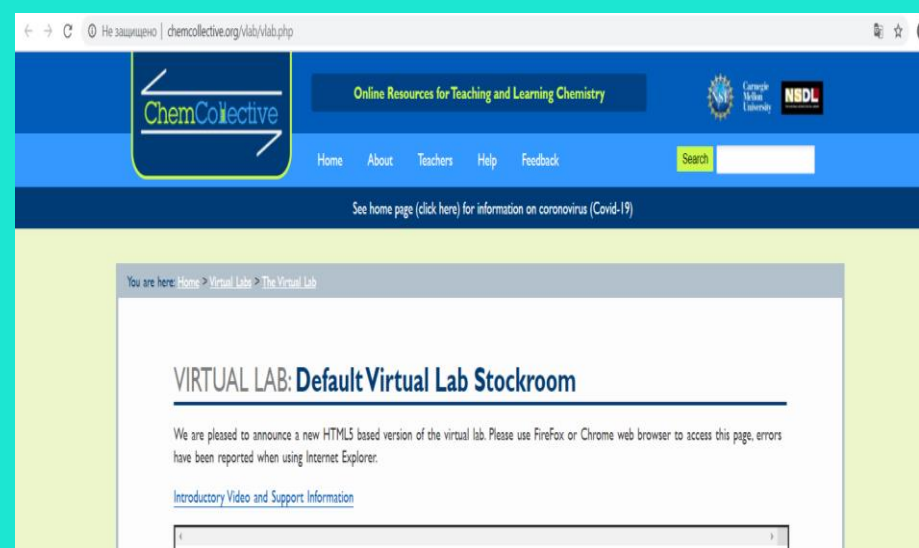 Не защищено | chemcollective.org/vlab/vlab.php
ChemCollective
Online Resources for Teaching and Learning Chemistry
NSF
Carnegie
Mellon
University
NSDL
Home About Teachers Help Feedback
Search
See home page (click here) for information on coronovirus (Covid-19)
You are here: Home > Virtual Labs > The Virtual Lab
VIRTUAL LAB: Default Virtual Lab Stockroom
We are pleased to announce a new HTML5 based version of the virtual lab. Please use FireFox or Chrome web browser to access this page, errors
have been reported when using Internet Explorer.
Introductory Video and Support Information